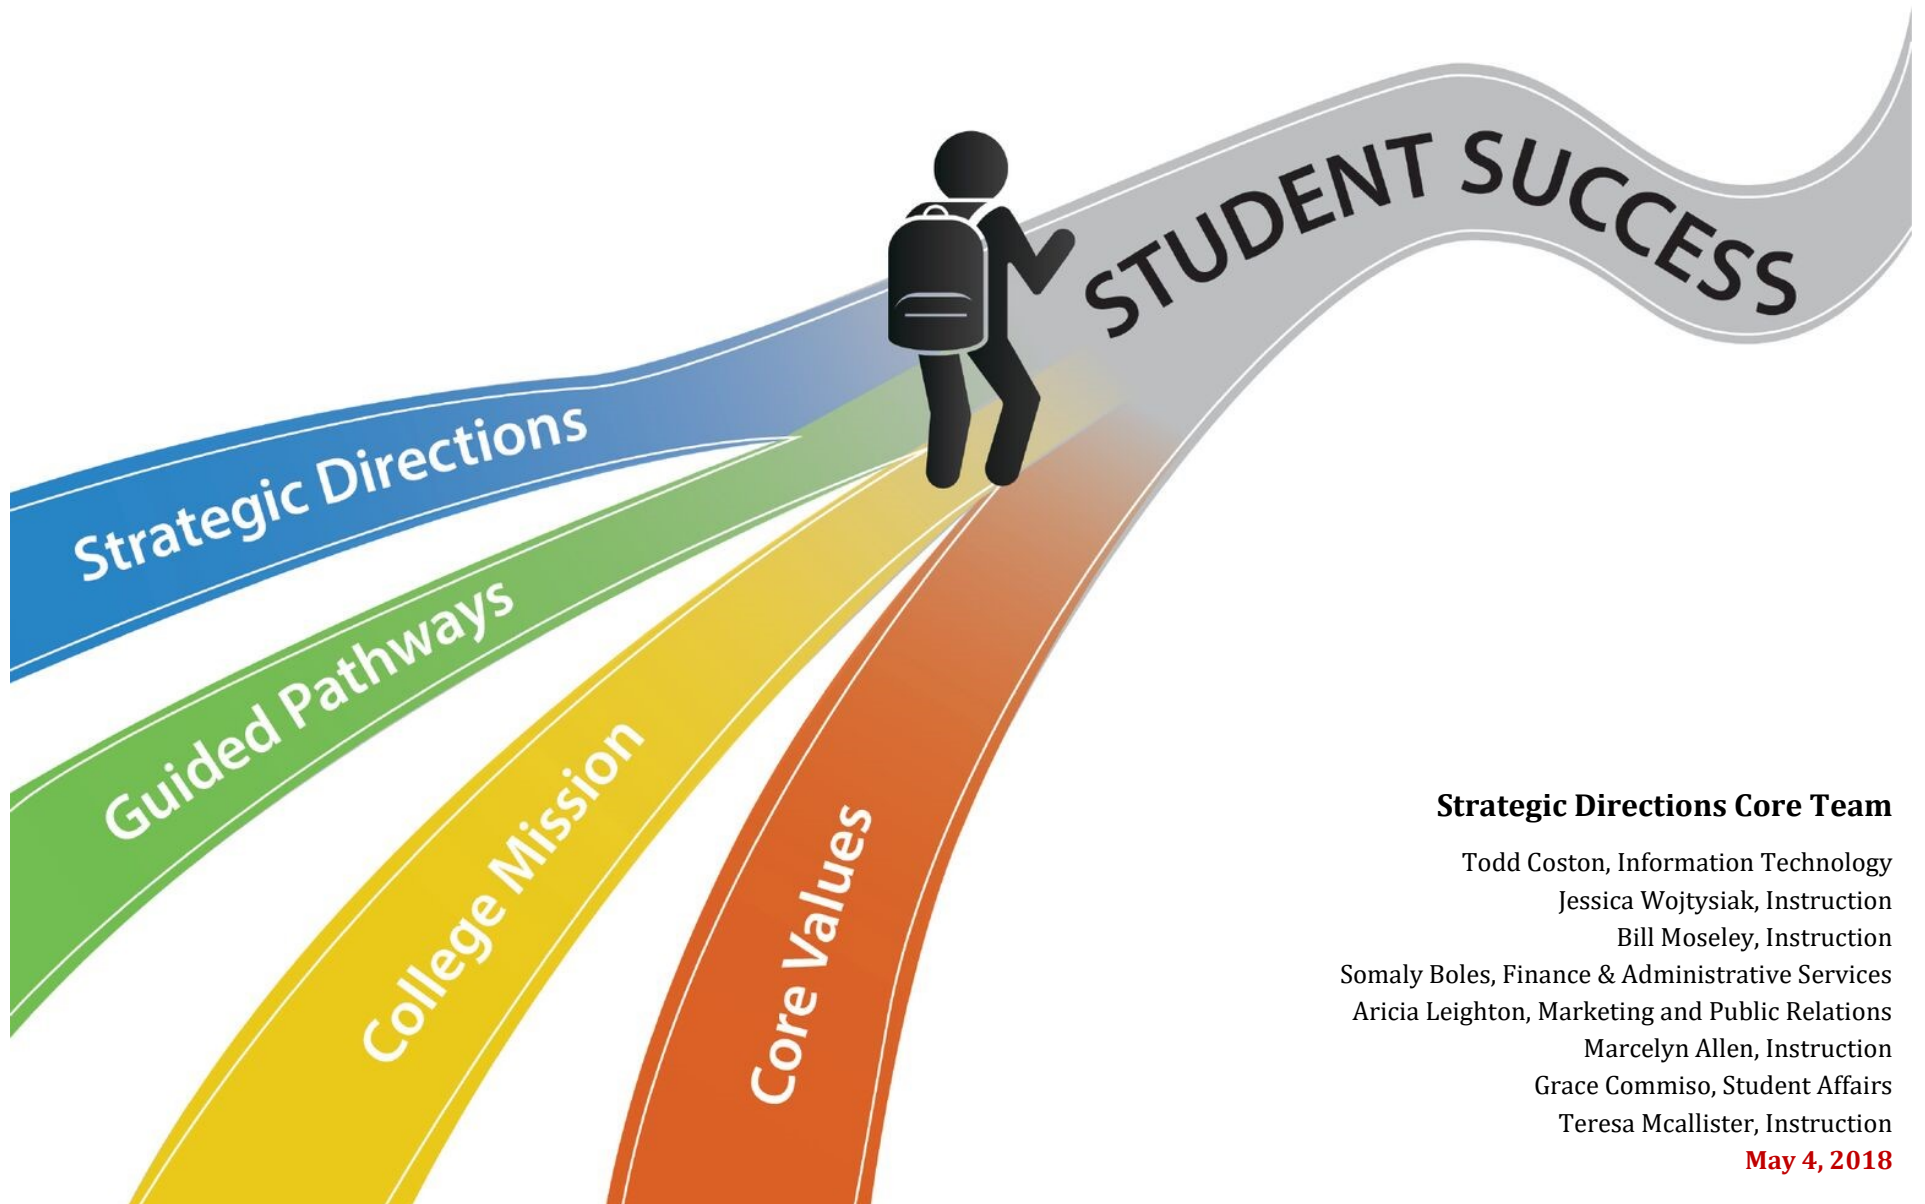 STUDENT SUCCESS
Strategic Directions
Guided Pathways
College Mission
Core Values
Strategic Directions Core Team
Todd Coston, Information Technology
Jessica Wojtysiak, Instruction
Bill Moseley, Instruction
Somaly Boles, Finance & Administrative Services
Aricia Leighton, Marketing and Public Relations
Marcelyn Allen, Instruction
Grace Commiso, Student Affairs
Teresa Mcallister, Instruction
May 4, 2018